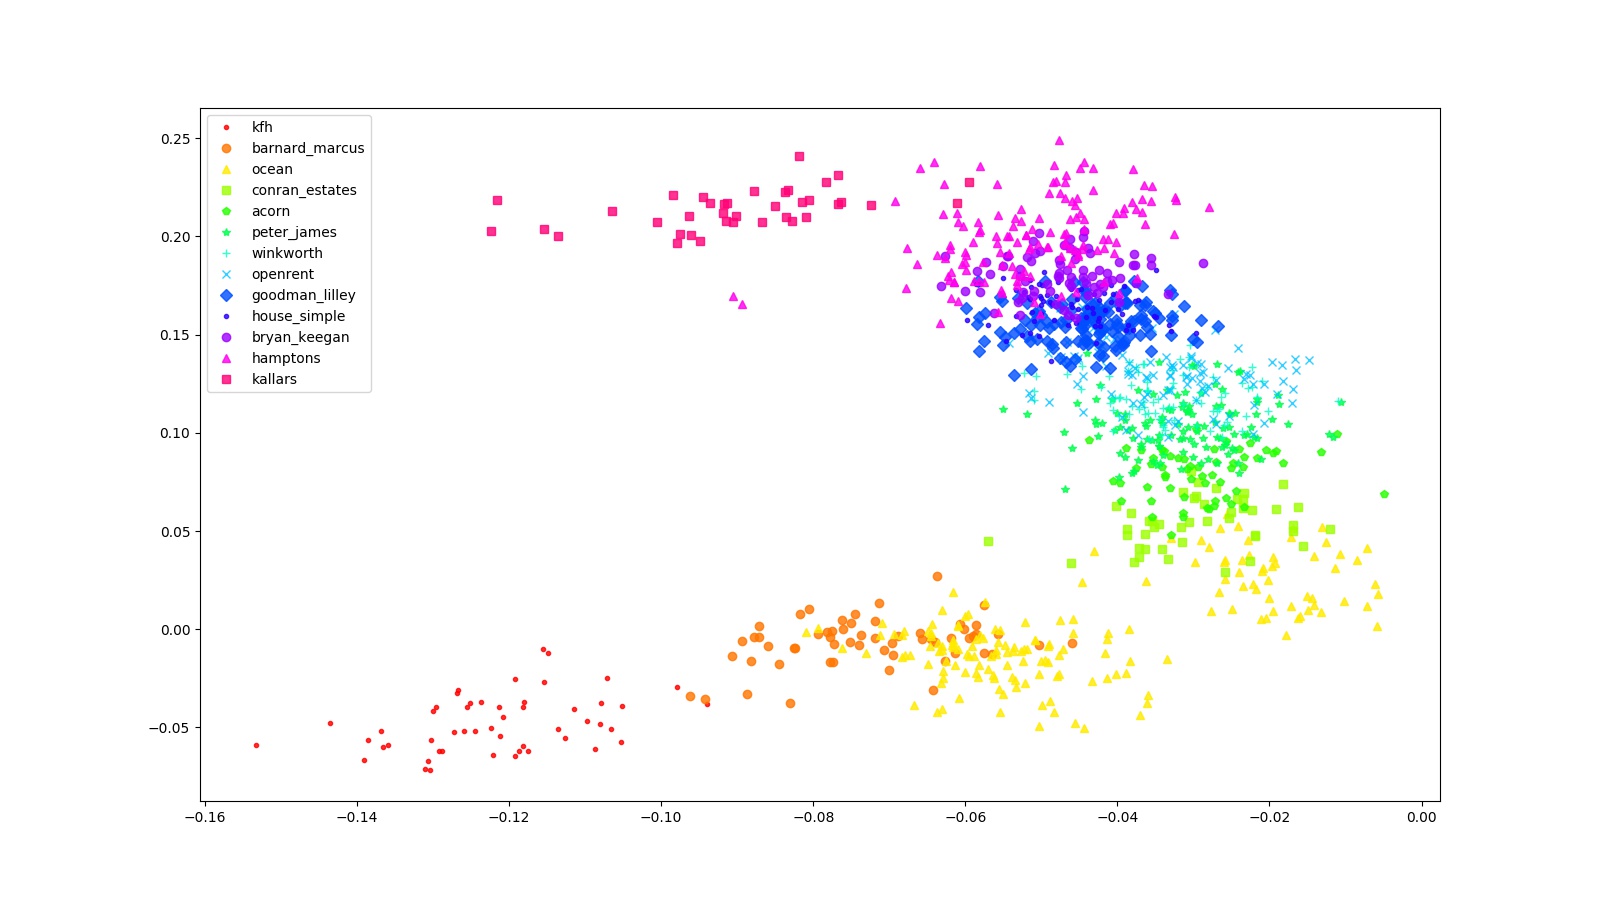 0.25
0.20
0.15
0.10
0.05
0.00
−0.05
kfh
barnard_marcus
ocean
conran_estates
acorn
peter_james
winkworth
openrent
goodman_lilley
house_simple
bryan_keegan
hamptons
kallars
−0.16 −0.14 −0.12 −0.10 −0.08 −0.06 −0.04 −0.02 0.00